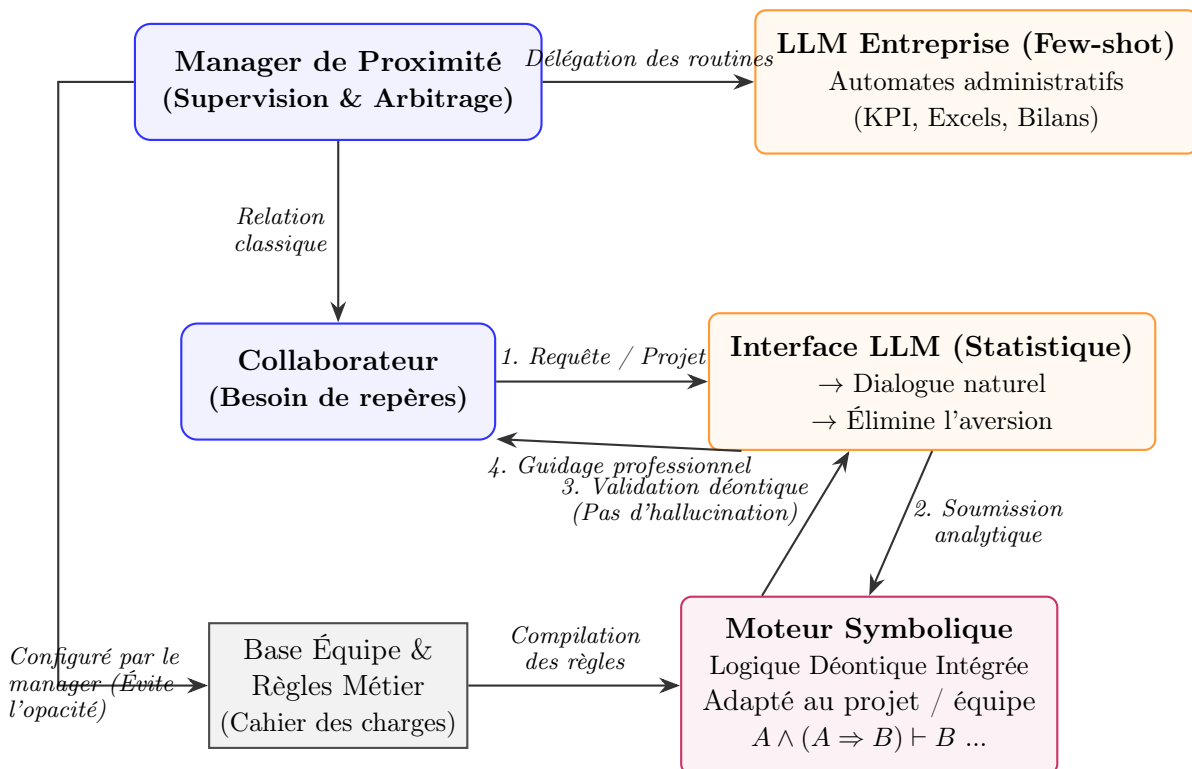 Manager de Proximité
(Supervision & Arbitrage)
Délégation des routines
LLM Entreprise (Few-shot)
Automates administratifs
(KPI, Excels, Bilans)
Relation
classique
Collaborateur
(Besoin de repères)
1. Requête / Projet
Interface LLM (Statistique)
→ Dialogue naturel
→ Élimine l'aversion
4. Guidage professionnel
3. Validation déontique
(Pas d'hallucination)
2. Soumission
analytique
Configuré par le
manager (Évite
l'opacité)
Base Équipe &
Règles Métier
(Cahier des charges)
Compilation
des règles
Moteur Symbolique
Logique Déontique Intégrée
Adapté au projet / équipe
A ∧ (A ⇒ B) ⊢ B ...